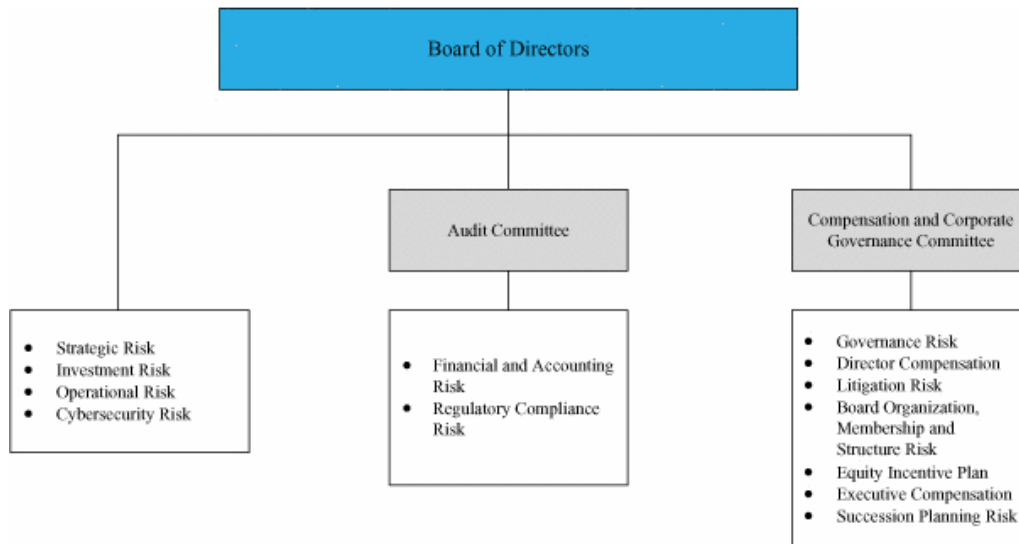 Board of Directors
Audit Committee
Compensation and Corporate
Governance Committee
• Strategic Risk
• Investment Risk
• Operational Risk
• Cybersecurity Risk
• Financial and Accounting
Risk
• Regulatory Compliance
Risk
• Governance Risk
• Director Compensation
• Litigation Risk
• Board Organization,
Membership and
Structure Risk
• Equity Incentive Plan
• Executive Compensation
• Succession Planning Risk